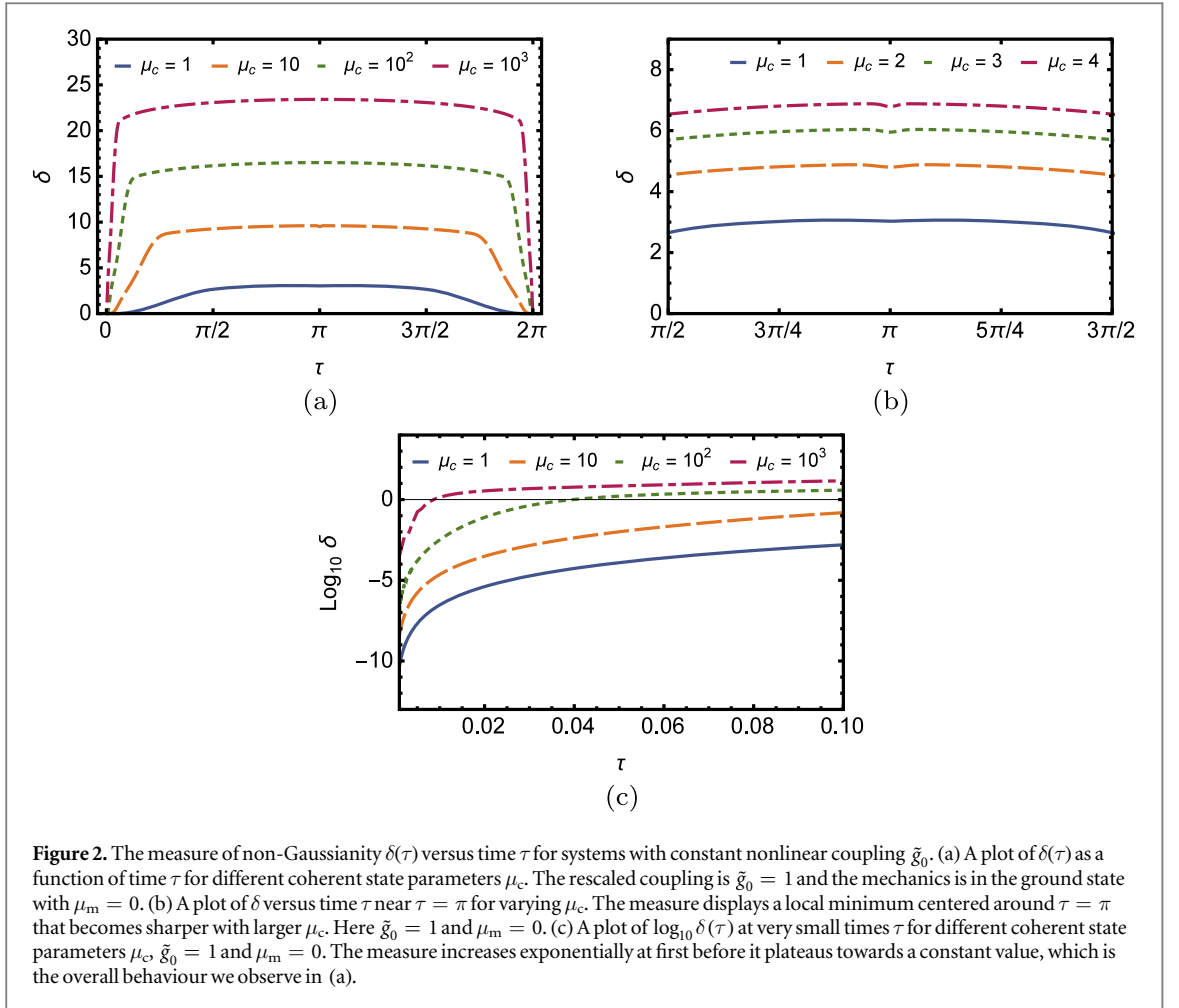 μc = 1 μc = 10 μc = 10² μc = 10³
30
25
20
15
10
5
0
δ
0 π/2 π 3π/2 2π
τ
(a)
μc = 1 μc = 2 μc = 3 μc = 4
8
6
4
2
0
δ
π/2 3π/4 π 5π/4 3π/2
τ
(b)
μc = 1 μc = 10 μc = 10² μc = 10³
0
−5
−10
Log10 δ
0.02 0.04 0.06 0.08 0.10
τ
(c)
Figure 2. The measure of non-Gaussianity δ(τ) versus time τ for systems with constant nonlinear coupling g̃0. (a) A plot of δ(τ) as a
function of time τ for different coherent state parameters μc. The rescaled coupling is g̃0 = 1 and the mechanics is in the ground state
with μm = 0. (b) A plot of δ versus time τ near τ = π for varying μc. The measure displays a local minimum centered around τ = π
that becomes sharper with larger μc. Here g̃0 = 1 and μm = 0. (c) A plot of log10 δ(τ) at very small times τ for different coherent state
parameters μc, g̃0 = 1 and μm = 0. The measure increases exponentially at first before it plateaus towards a constant value, which is
the overall behaviour we observe in (a).